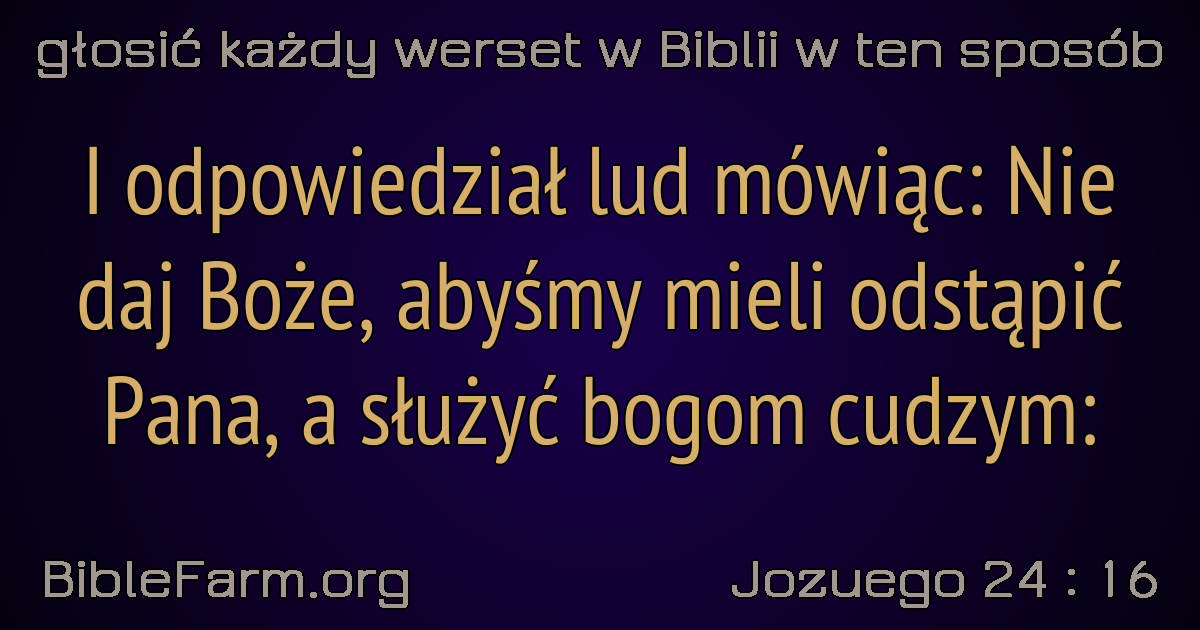 głosić każdy werset w Biblii w ten sposób
I odpowiedział lud mówiąc: Nie
daj Boże, abyśmy mieli odstąpić
Pana, a służyć bogom cudzym:
BibleFarm.org
Jozuego 24 : 16